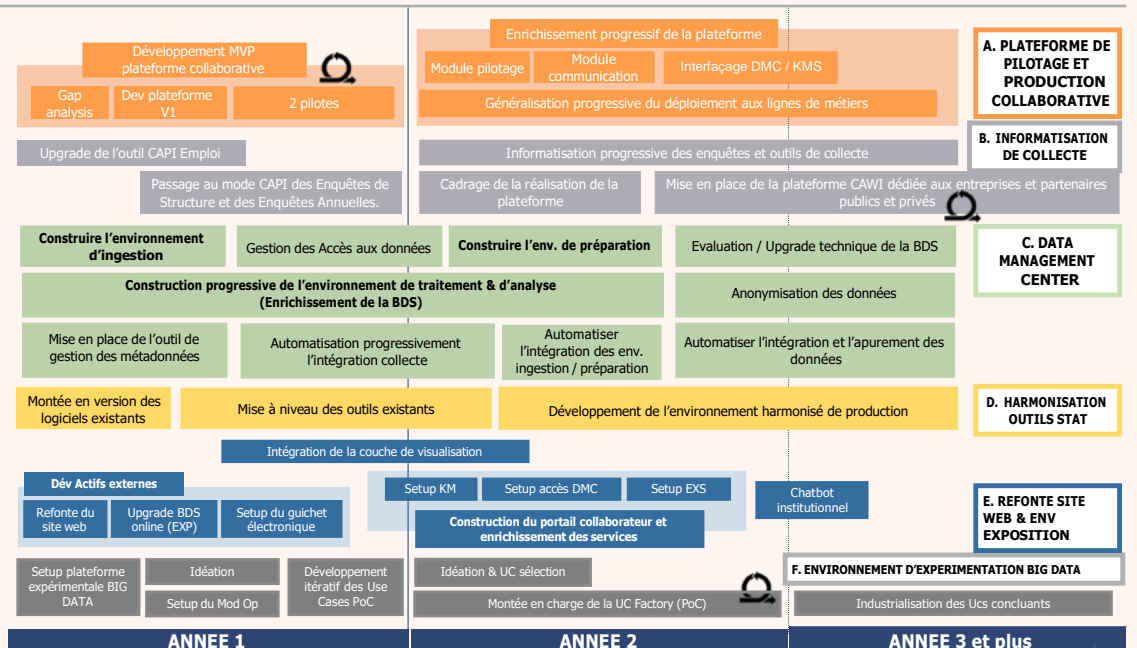 Développement MVP
plateforme collaborative
Gap
analysis
Dev plateforme
V1
2 pilotes
Enrichissement progressif de la plateforme
Module pilotage
Module
communication
Interfaçage DMC / KMS
Généralisation progressive du déploiement aux lignes de métiers
A. PLATEFORME DE
PILOTAGE ET
PRODUCTION
COLLABORATIVE
Upgrade de l'outil CAPI Emploi
Informatisation progressive des enquêtes et outils de collecte
B. INFORMATISATION
DE COLLECTE
Passage au mode CAPI des Enquêtes de
Structure et des Enquêtes Annuelles.
Cadrage de la réalisation de la
plateforme
Mise en place de la plateforme CAWI dédiée aux entreprises et partenaires
publics et privés
Construire l'environnement
d'ingestion
Gestion des Accès aux données
Construire l'env. de préparation
Evaluation / Upgrade technique de la BDS
C. DATA
MANAGEMENT
CENTER
Construction progressive de l'environnement de traitement & d'analyse
(Enrichissement de la BDS)
Anonymisation des données
Mise en place de l'outil de
gestion des métadonnées
Automatisation progressivement
l'intégration collecte
Automatiser
l'intégration des env.
ingestion / préparation
Automatiser l'intégration et l'apurement des
données
Montée en version des
logiciels existants
Mise à niveau des outils existants
Développement de l'environnement harmonisé de production
D. HARMONISATION
OUTILS STAT
Intégration de la couche de visualisation
Dév Actifs externes
Refonte du
site web
Upgrade BDS
online (EXP)
Setup du guichet
électronique
Setup KM
Setup accès DMC
Setup EXS
Construction du portail collaborateur et
enrichissement des services
Chatbot
institutionnel
E. REFONTE SITE
WEB & ENV
EXPOSITION
Setup plateforme
expérimentale BIG
DATA
Idéation
Setup du Mod Op
Développement
itératif des Use
Cases PoC
Idéation & UC sélection
Montée en charge de la UC Factory (PoC)
F. ENVIRONNEMENT D'EXPERIMENTATION BIG DATA
Industrialisation des Ucs concluants
ANNEE 1
ANNEE 2
ANNEE 3 et plus